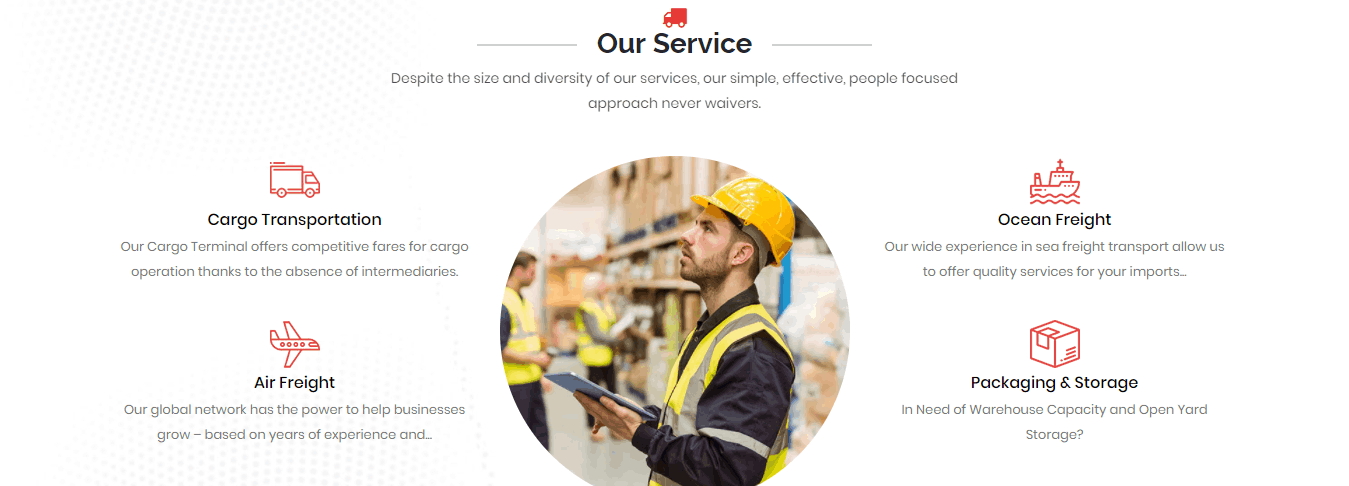 Our Service
Despite the size and diversity of our services, our simple, effective, people focused
approach never waivers.
Cargo Transportation
Our Cargo Terminal offers competitive fares for cargo
operation thanks to the absence of intermediaries.
Air Freight
Our global network has the power to help businesses
grow – based on years of experience and...
Ocean Freight
Our wide experience in sea freight transport allow us
to offer quality services for your imports...
Packaging & Storage
In Need of Warehouse Capacity and Open Yard
Storage?